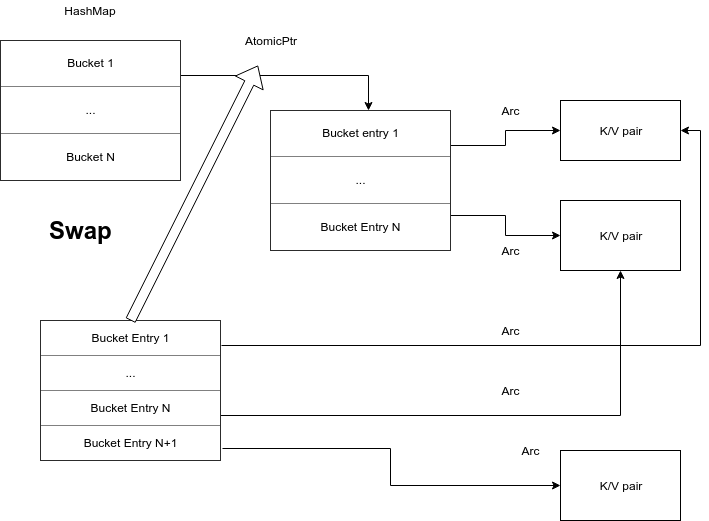 HashMap
AtomicPtr
Bucket 1
...
Bucket N
Bucket entry 1
...
Bucket Entry N
Arc
K/V pair
K/V pair
Arc
Swap
Bucket Entry 1
...
Bucket Entry N
Bucket Entry N+1
Arc
Arc
Arc
K/V pair